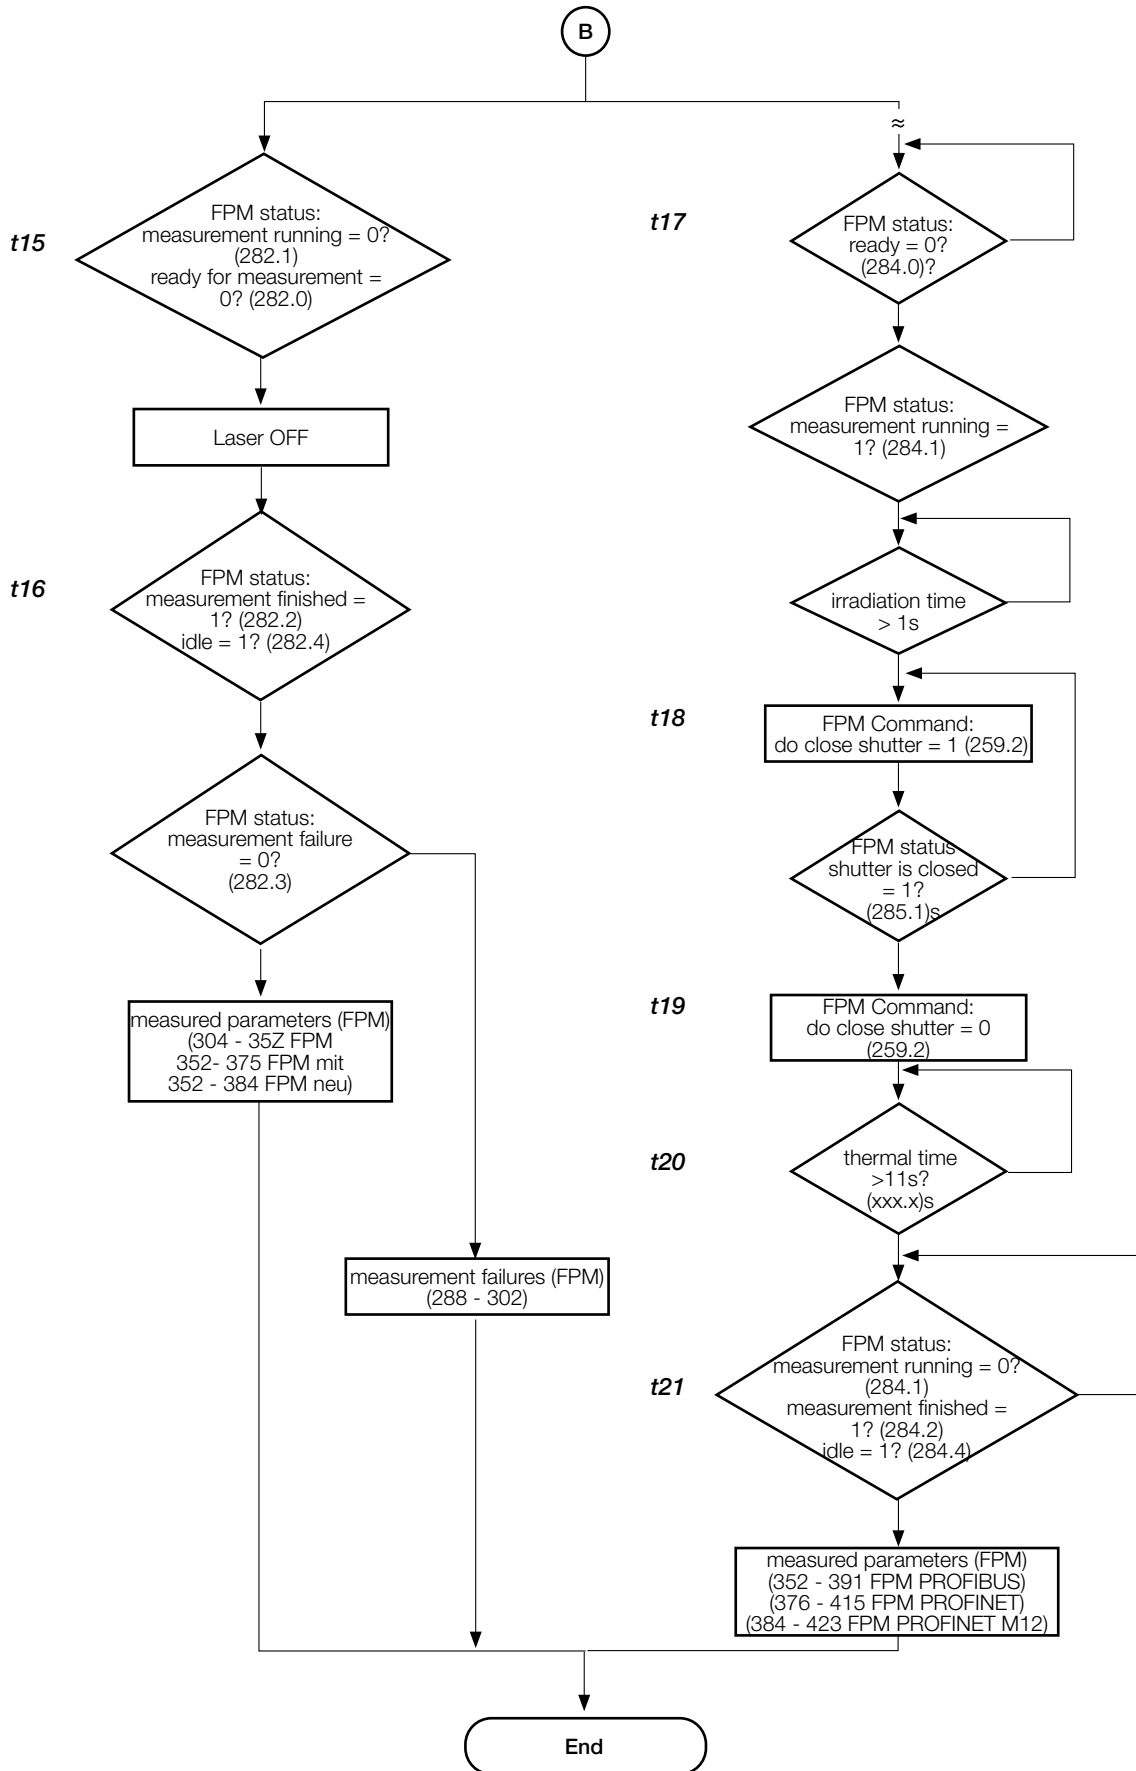 B
t15
FPM status:
measurement running = 0?
(282.1)
ready for measurement =
0? (282.0)
Laser OFF
t16
FPM status:
measurement finished =
1? (282.2)
idle = 1? (282.4)
FPM status:
measurement failure
= 0?
(282.3)
measured parameters (FPM)
(304 - 35Z FPM
352- 375 FPM mit
352 - 384 FPM neu)
measurement failures (FPM)
(288 - 302)
≈
t17
FPM status:
ready = 0?
(284.0)?
FPM status:
measurement running =
1? (284.1)
irradiation time
> 1s
t18
FPM Command:
do close shutter = 1 (259.2)
FPM status
shutter is closed
= 1?
(285.1)s
t19
FPM Command:
do close shutter = 0
(259.2)
t20
thermal time
>11s?
(xxx.x)s
t21
FPM status:
measurement running = 0?
(284.1)
measurement finished =
1? (284.2)
idle = 1? (284.4)
measured parameters (FPM)
(352 - 391 FPM PROFIBUS)
(376 - 415 FPM PROFINET)
(384 - 423 FPM PROFINET M12)
End